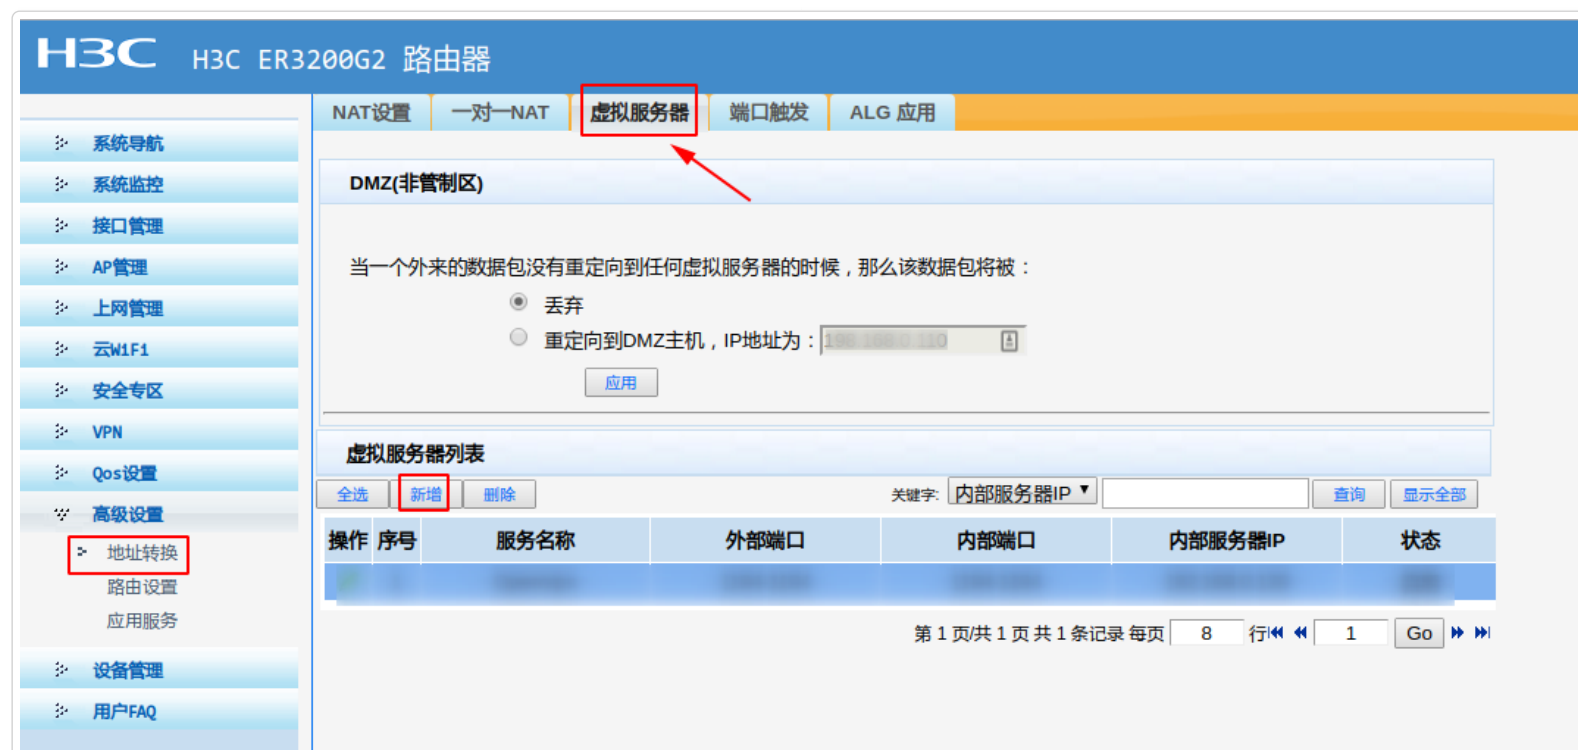 H3C H3C ER3200G2 路由器
NAT设置 一对一NAT 虚拟服务器 端口触发 ALG 应用
系统导航
系统监控
接口管理
AP管理
上网管理
云WiFi
安全专区
VPN
Qos设置
高级设置
地址转换
路由设置
应用服务
设备管理
用户FAQ
DMZ(非管制区)
当一个外来的数据包没有重定向到任何虚拟服务器的时候，那么该数据包将被：
丢弃
重定向到DMZ主机，IP地址为：
应用
虚拟服务器列表
全选 新增 删除 关键字: 内部服务器IP 查询 显示全部
操作 序号 服务名称 外部端口 内部端口 内部服务器IP 状态
第 1 页/共 1 页 共 1 条记录 每页 8 行 1 Go